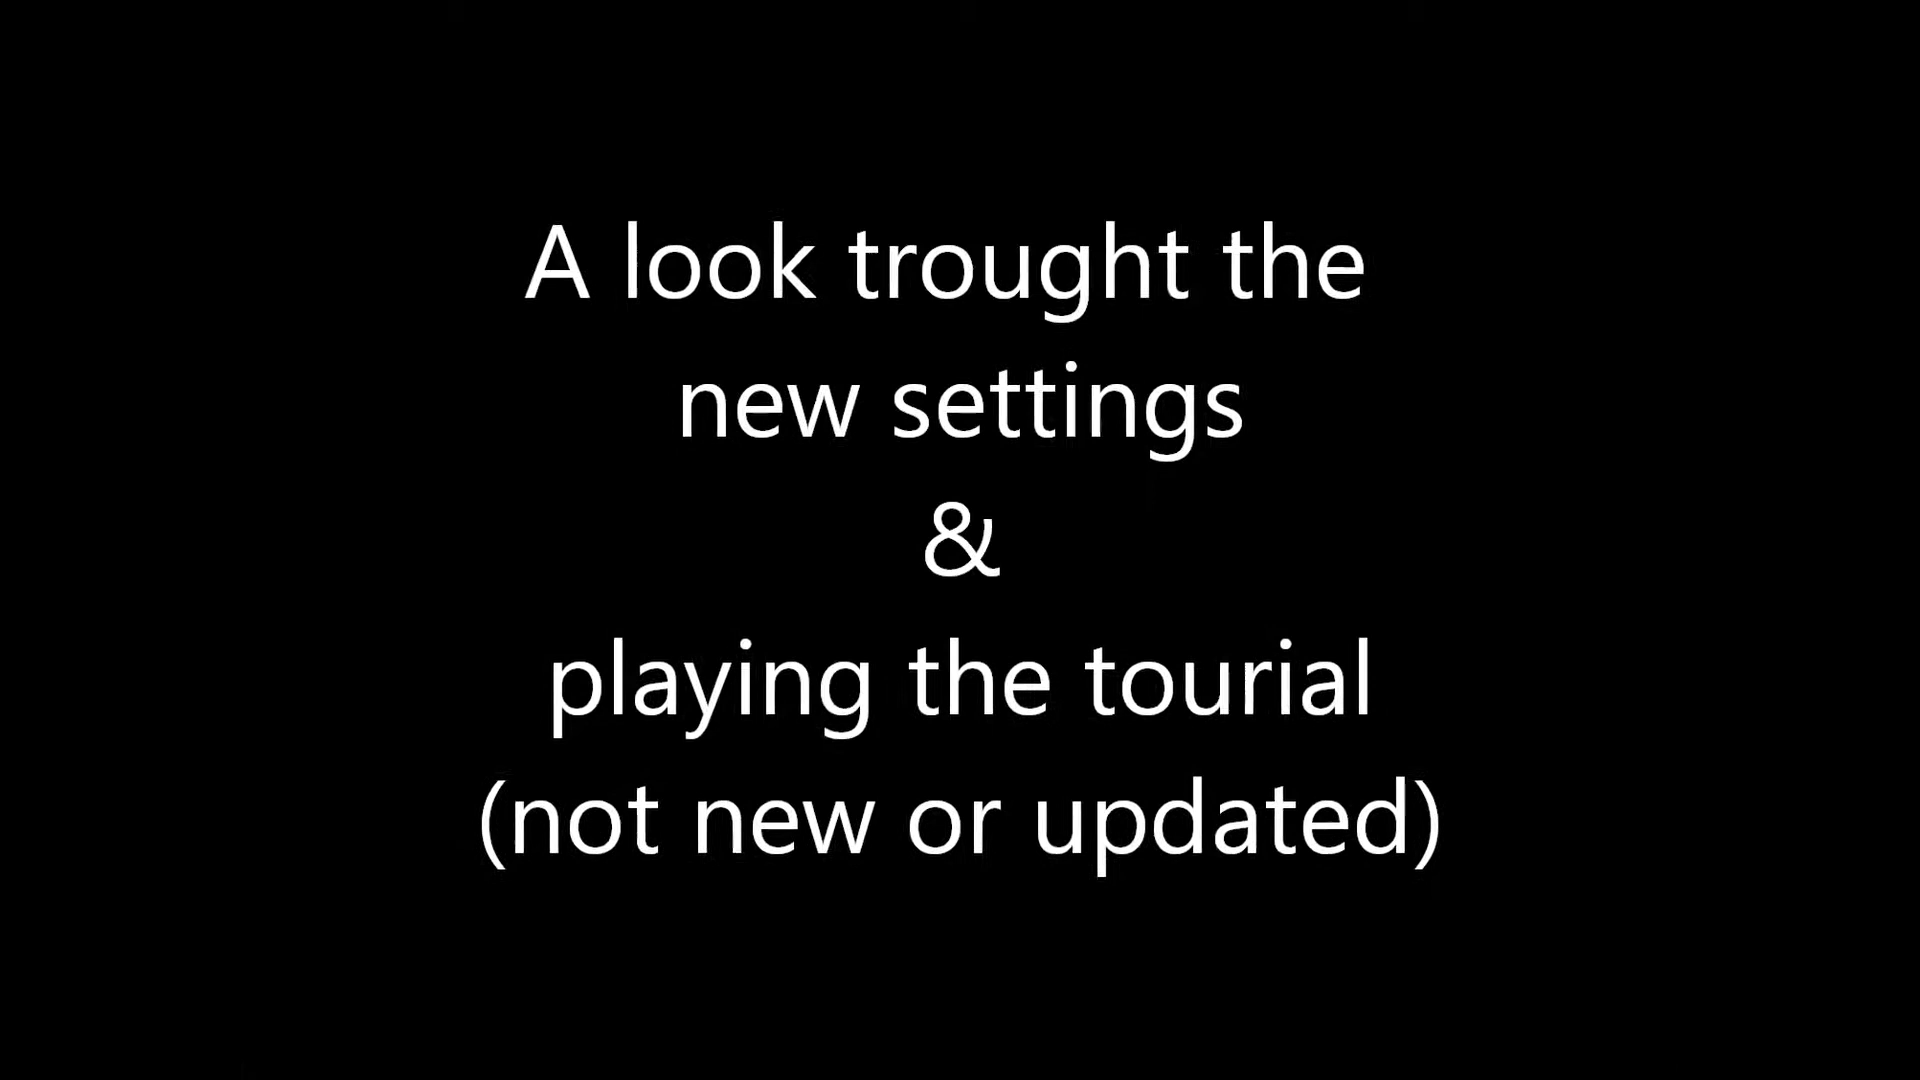 A look trought the
new settings
&
playing the tourial
(not new or updated)